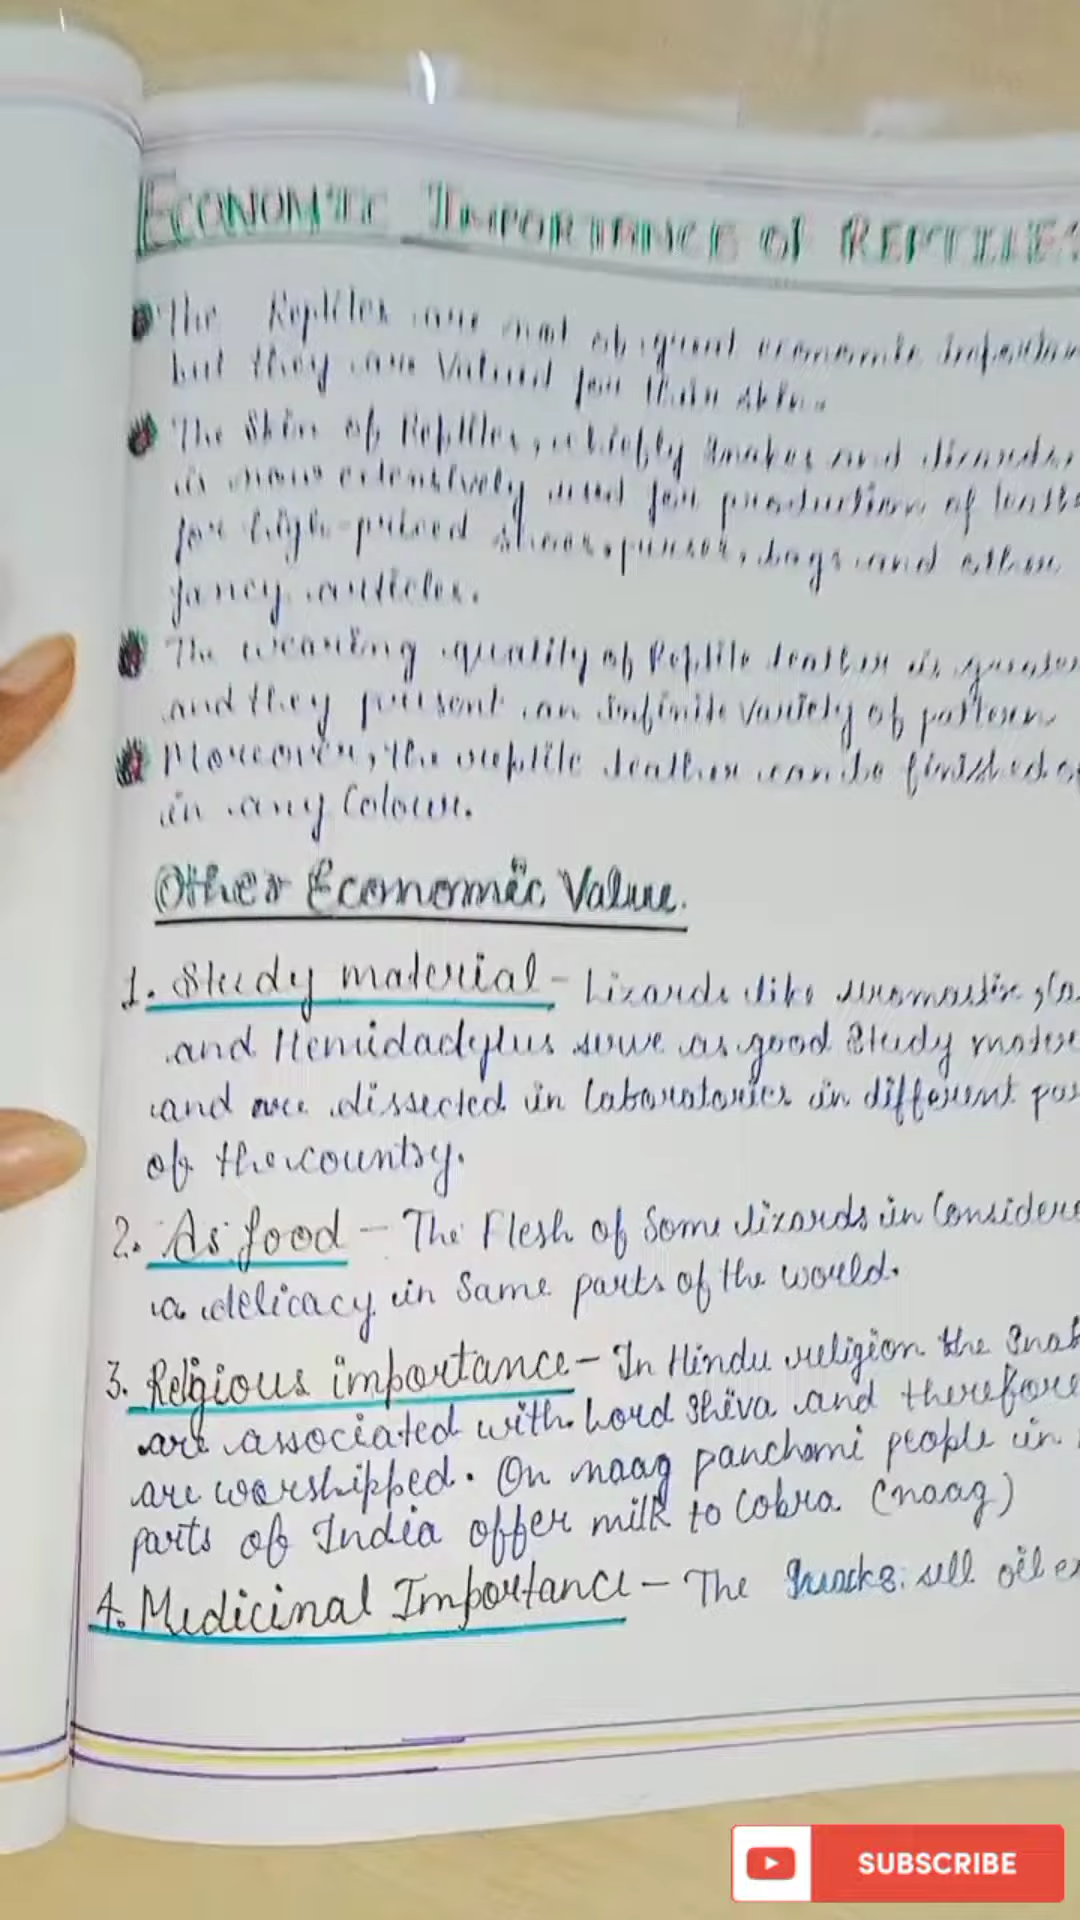 ECONOMIC IMPORTANCE of REPTILES
The Reptiles are not of great economic
but they are Valued for their skin.
The Skin of Reptiles, chiefly snakes and lizards,
is now extensively used for production of
for high-priced shoes, purses, bags and other
fancy articles.
The wearing quality of Reptile leather is greater
and they present an infinite variety of pattern
Moreover, the reptile leather can be finished
in any Colour.
Other Economic Value.
1. Study material - Lizards like uromastix,
and Hemidactylus serve as good Study
and are dissected in laboratories in different
of the country.
2. As food - The Flesh of Some lizards in
a delicacy in Same parts of the world.
3. Relgious importance - In Hindu religion the
are associated with Lord Shiva and therefore
are worshipped. On naag panchami people in
parts of India offer milk to Cobra (naag)
4. Medicinal Importance - The Quacks sell oil
SUBSCRIBE